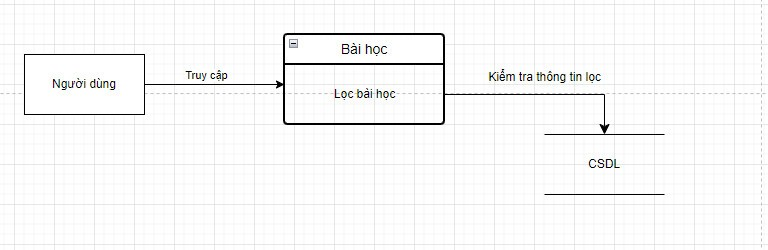 Bài học
Người dùng
Truy cập
Lọc bài học
Kiểm tra thông tin lọc
CSDL